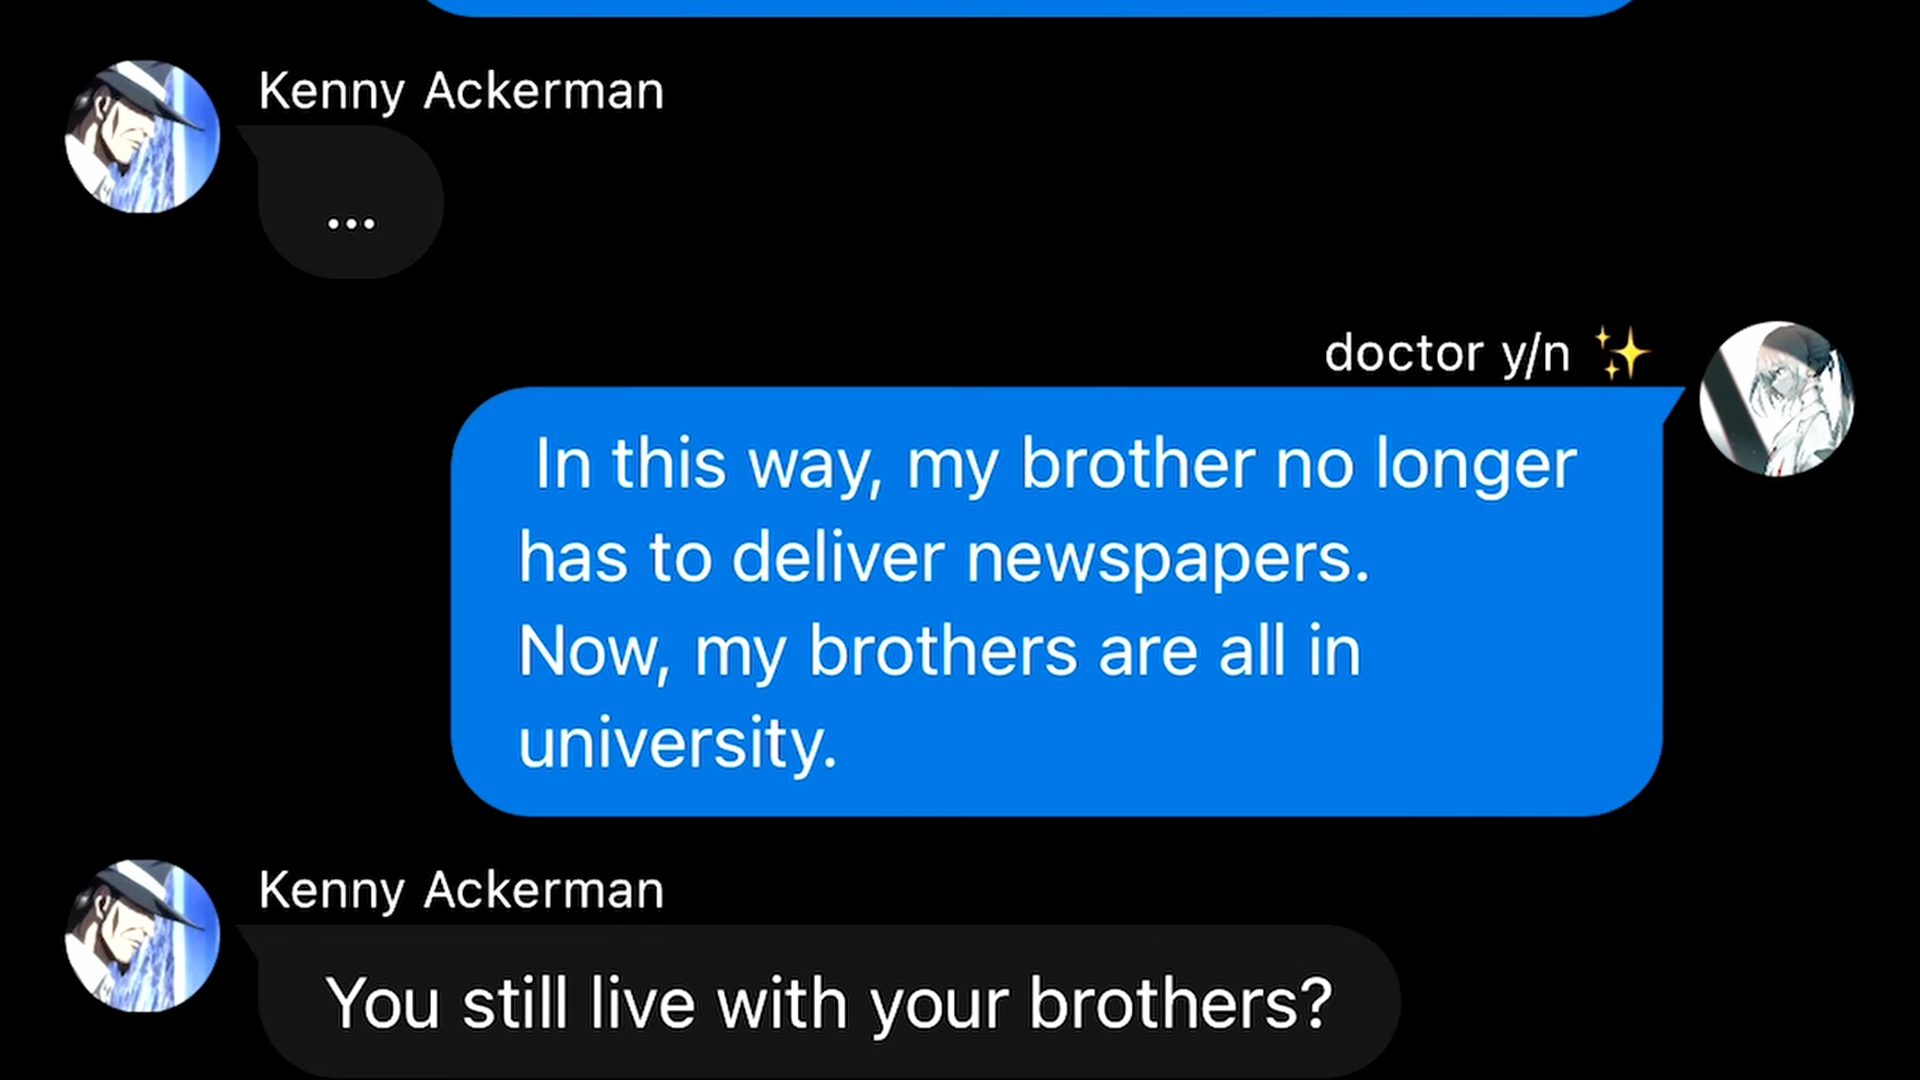 Kenny Ackerman
...
doctor y/n ✨
In this way, my brother no longer
has to deliver newspapers.
Now, my brothers are all in
university.
Kenny Ackerman
You still live with your brothers?